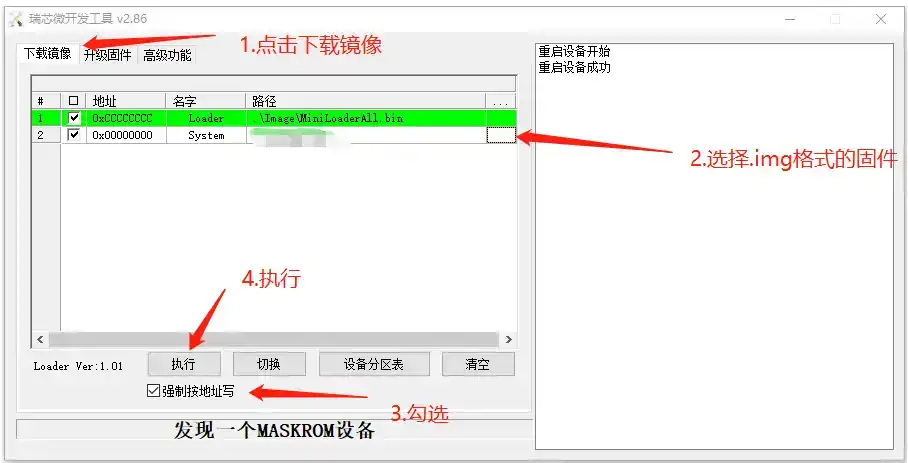 瑞芯微开发工具 v2.86
1.点击下载镜像
下载镜像 升级固件 高级功能
# 地址 名字 路径 ...
1 0xCCCCCCCC Loader .\Image\MiniLoaderAll.bin
2 0x00000000 System
重启设备开始
重启设备成功
2.选择.img格式的固件
4.执行
Loader Ver:1.01 执行 切换 设备分区表 清空
强制按地址写
3.勾选
发现一个MASKROM设备